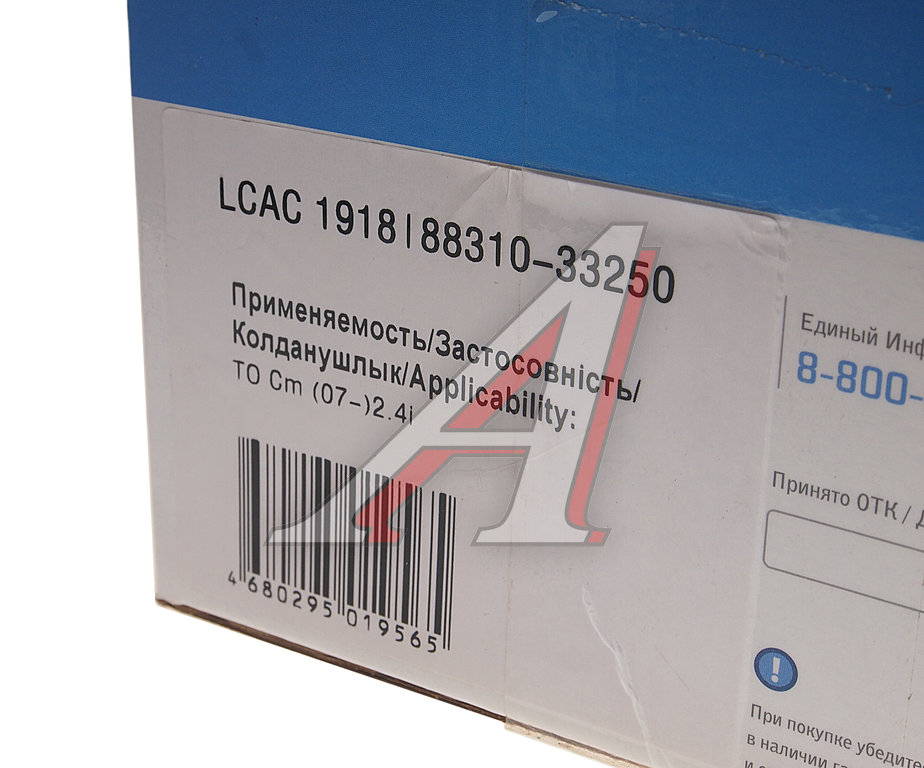 LCAC 1918 | 88310-33250
Применяемость/Застосовність/
Колданушлык/Applicability:
TO Cm (07-)2.4i
4 680295 019565
Единый Инф
8-800-
Принято ОТК / Д
При покупке убедите
в наличии га